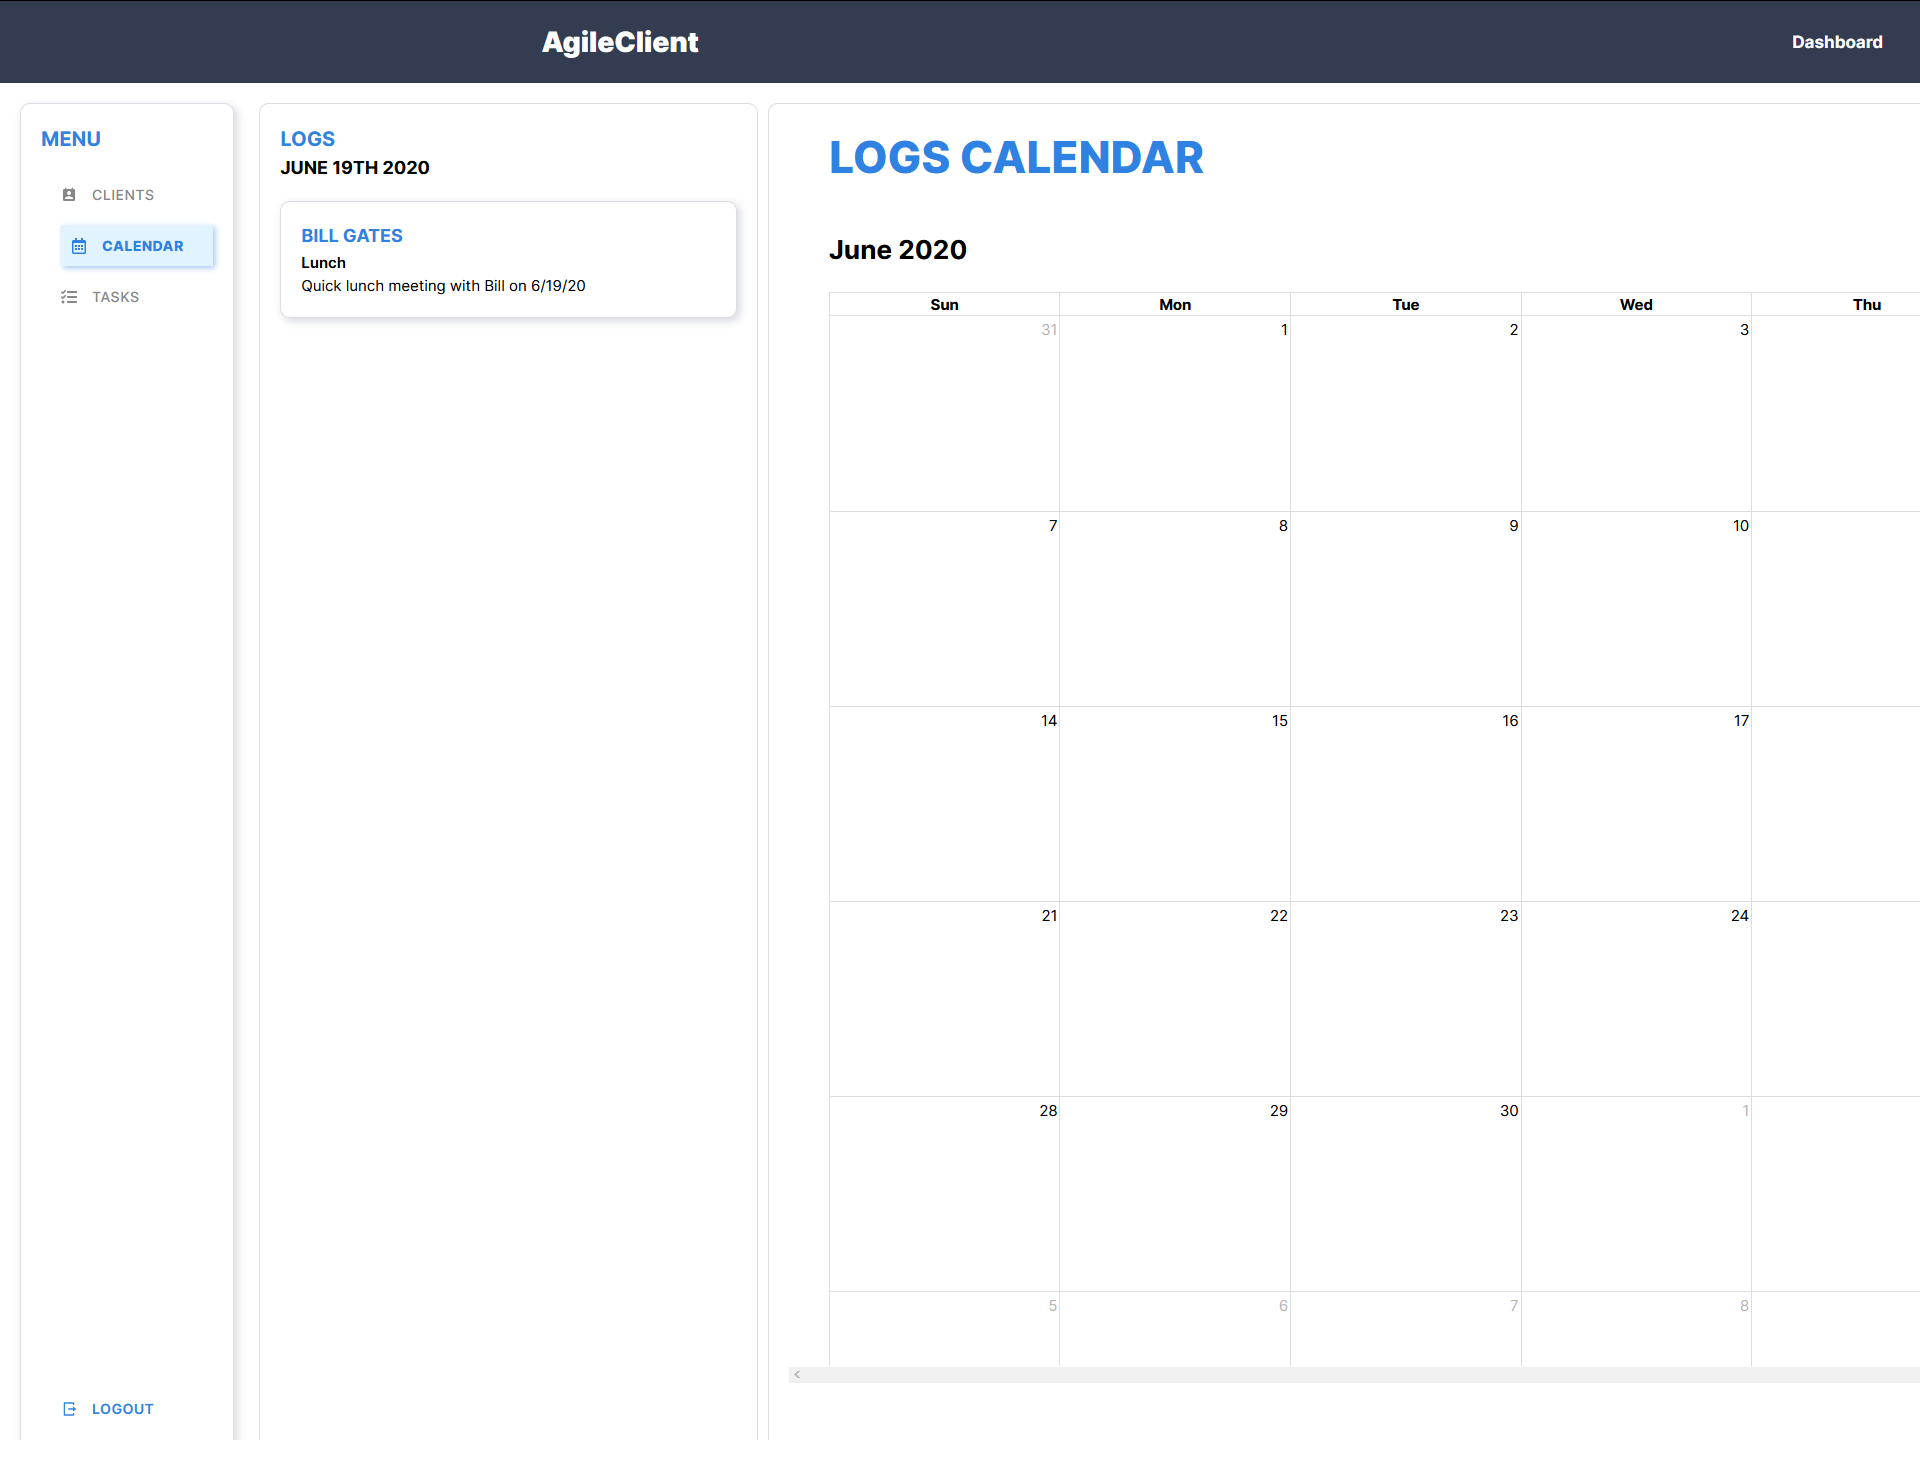 AgileClient
Dashboard
MENU
CLIENTS
CALENDAR
TASKS
LOGOUT
LOGS
JUNE 19TH 2020
BILL GATES
Lunch
Quick lunch meeting with Bill on 6/19/20
LOGS CALENDAR
June 2020
Sun Mon Tue Wed Thu
31 1 2 3
7 8 9 10
14 15 16 17
21 22 23 24
28 29 30 1
5 6 7 8